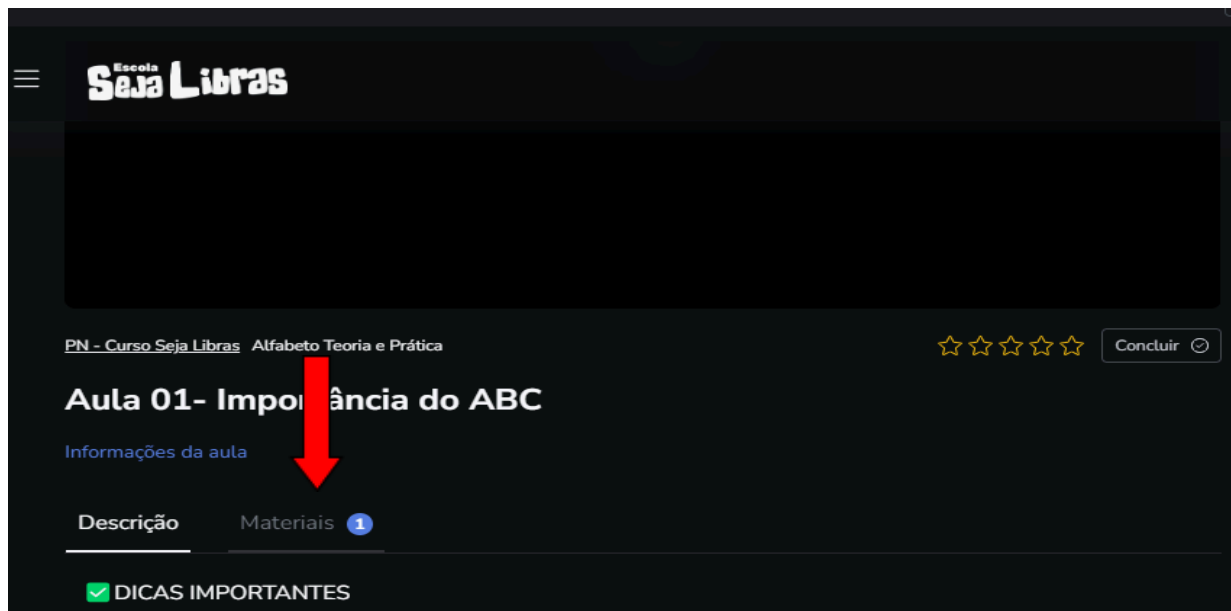 Escola
Seja Libras
PN - Curso Seja Libras Alfabeto Teoria e Prática
Concluir
Aula 01- Impor ância do ABC
Informações da aula
Descrição Materiais 1
DICAS IMPORTANTES